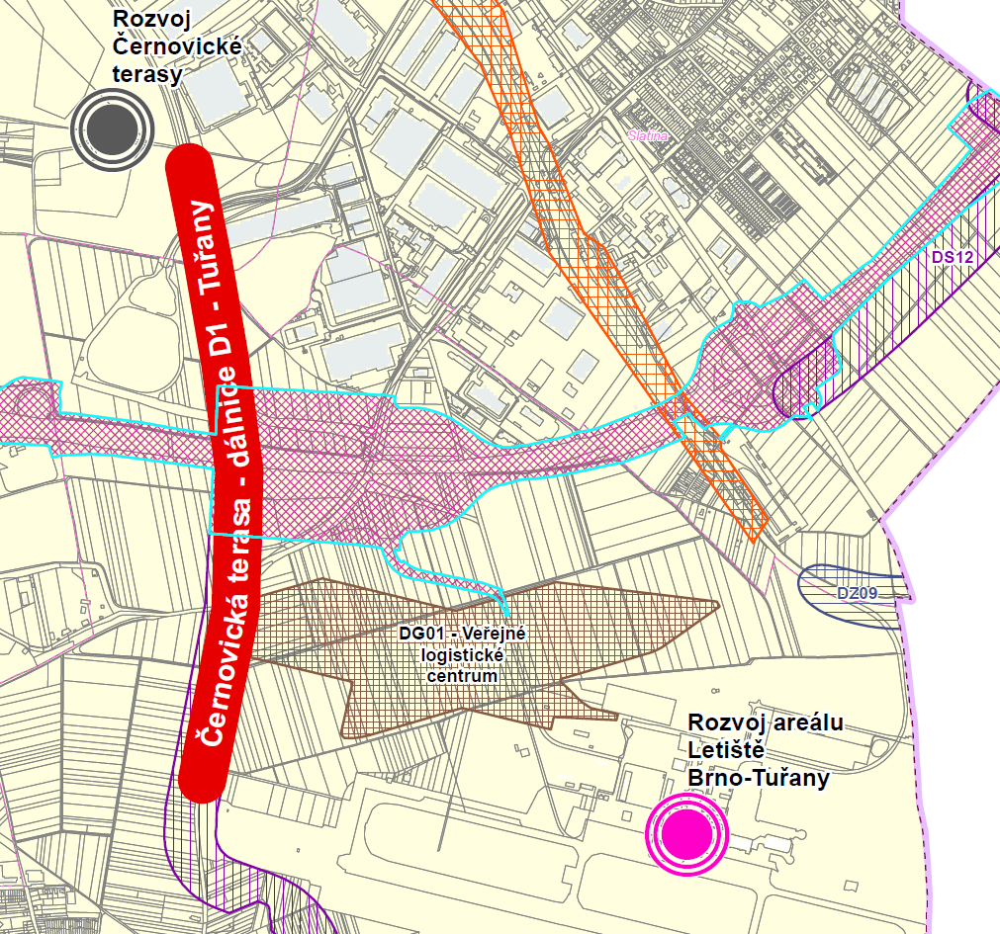 Rozvoj
Černovické
terasy
Slatina
Černovická terasa - dálnice D1 - Tuřany
DS12
DZ09
DG01 - Veřejné
logistické
centrum
Rozvoj areálu
Letiště
Brno-Tuřany